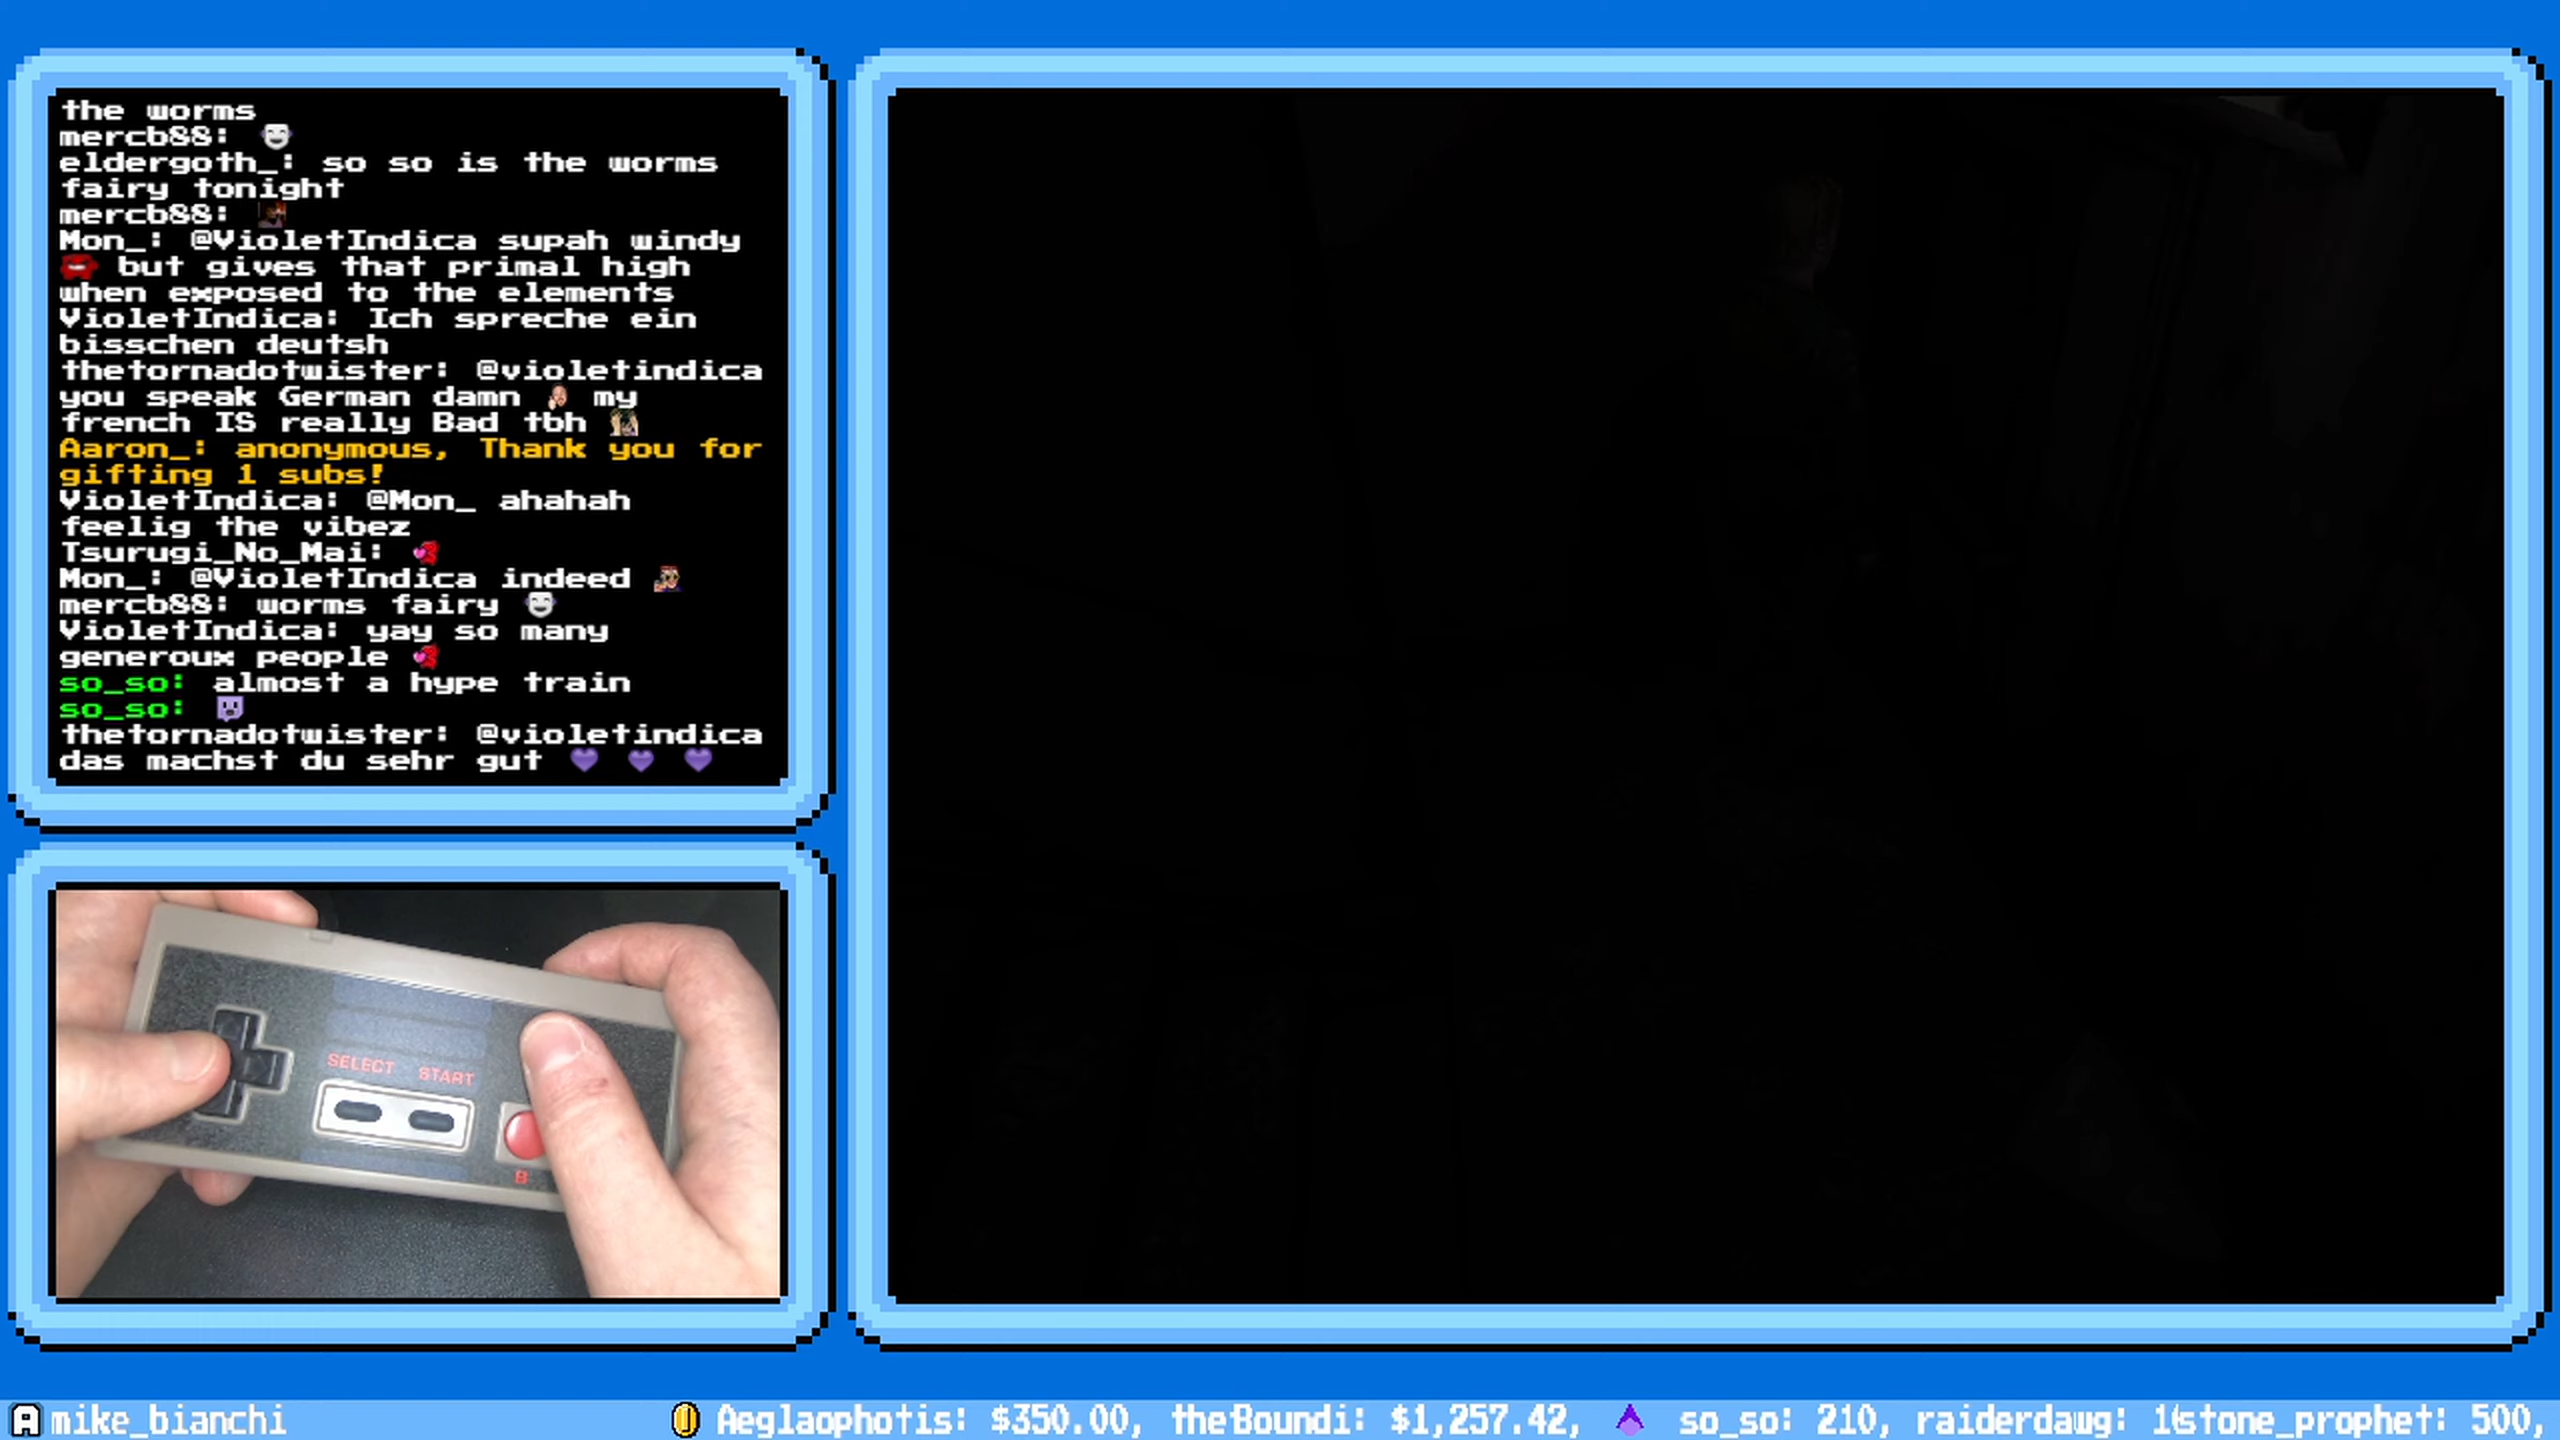 the worms
mercb88:
eldergoth_: so so is the worms
fairy tonight
mercb88:
Mon_: @VioletIndica supah windy
but gives that primal high
when exposed to the elements
VioletIndica: Ich spreche ein
bisschen deutsh
thetornadotwister: @violetindica
you speak German damn my
french IS really Bad tbh
Aaron_: anonymous, Thank you for
gifting 1 subs!
VioletIndica: @Mon_ ahahah
feelig the vibez
Tsurugi_No_Mai:
Mon_: @VioletIndica indeed
mercb88: worms fairy
VioletIndica: yay so many
generoux people
so_so: almost a hype train
so_so:
thetornadotwister: @violetindica
das machst du sehr gut 💜 💜 💜
SELECT START
B
A mike_bianchi
Aeglaophotis: $350.00, theBoundi: $1,257.42, so_so: 210, raiderdawg: stone_prophet: 500,